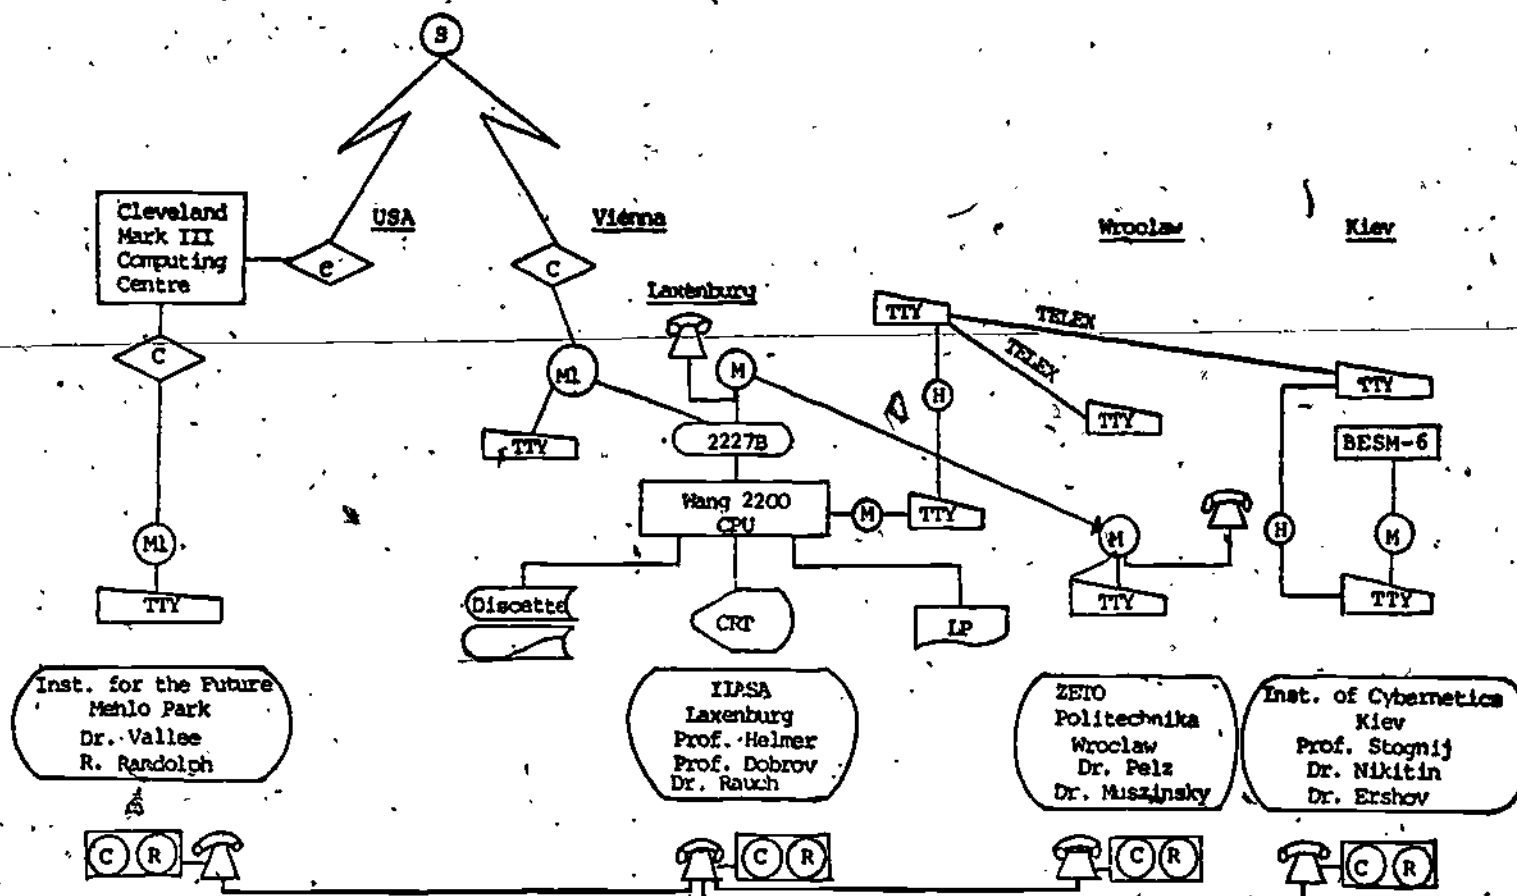 S
Cleveland
Mark III
Computing
Centre
USA
Vienna
Wroclaw
Kiev
e
C
Laxenburg
TTY
TELEX
TELEX
C
M1
M
H
TTY
TTY
TTY
2227B
BESM-6
Wang 2200
CPU
M
TTY
M1
M
H
M
TTY
Discette
CRT
LP
TTY
TTY
Inst. for the Future
Menlo Park
Dr. Vallee
R. Randolph
IIASA
Laxenburg
Prof. Helmer
Prof. Dobrov
Dr. Rauch
ZETO
Politechnika
Wroclaw
Dr. Pelz
Dr. Muszinsky
Inst. of Cybernetics
Kiev
Prof. Stognij
Dr. Nikitin
Dr. Ershov
C R
C R
C R
C R